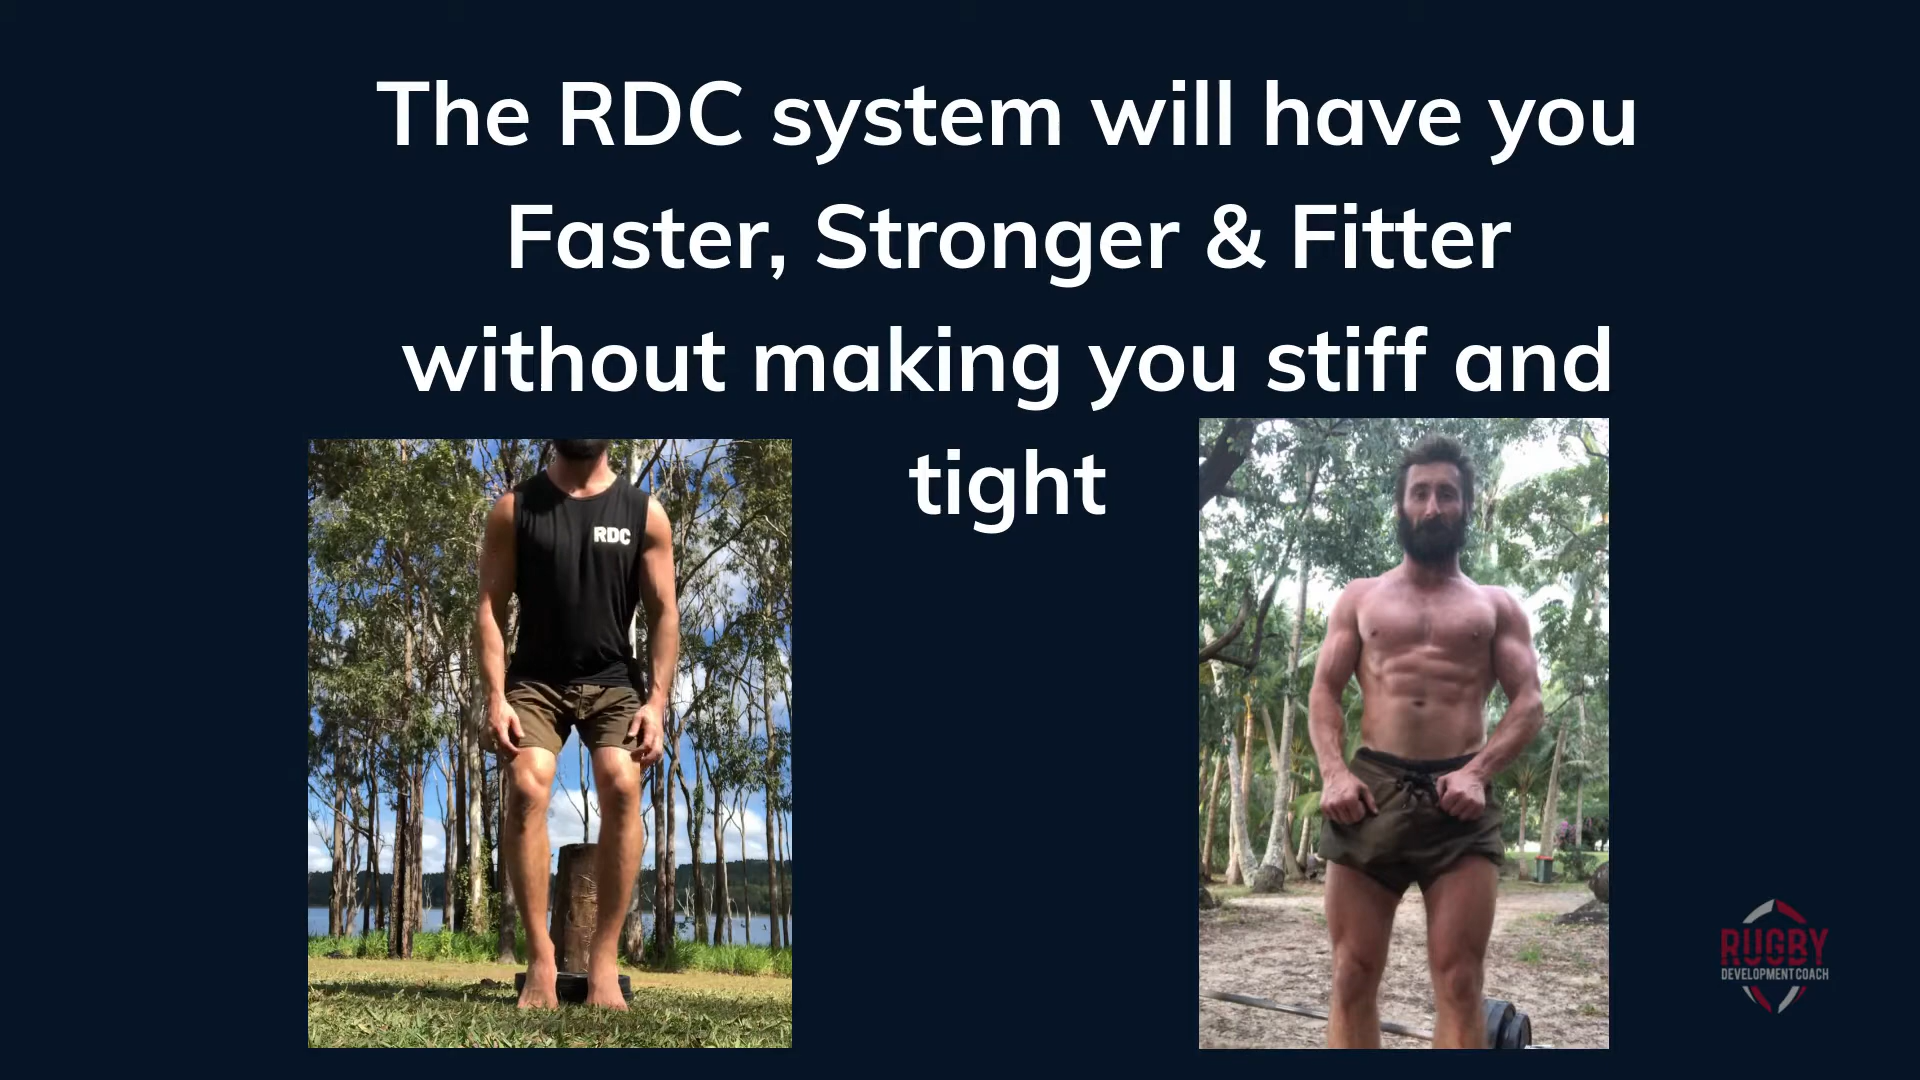 The RDC system will have you
Faster, Stronger & Fitter
without making you stiff and
tight
RDC
RUGBY
DEVELOPMENT COACH